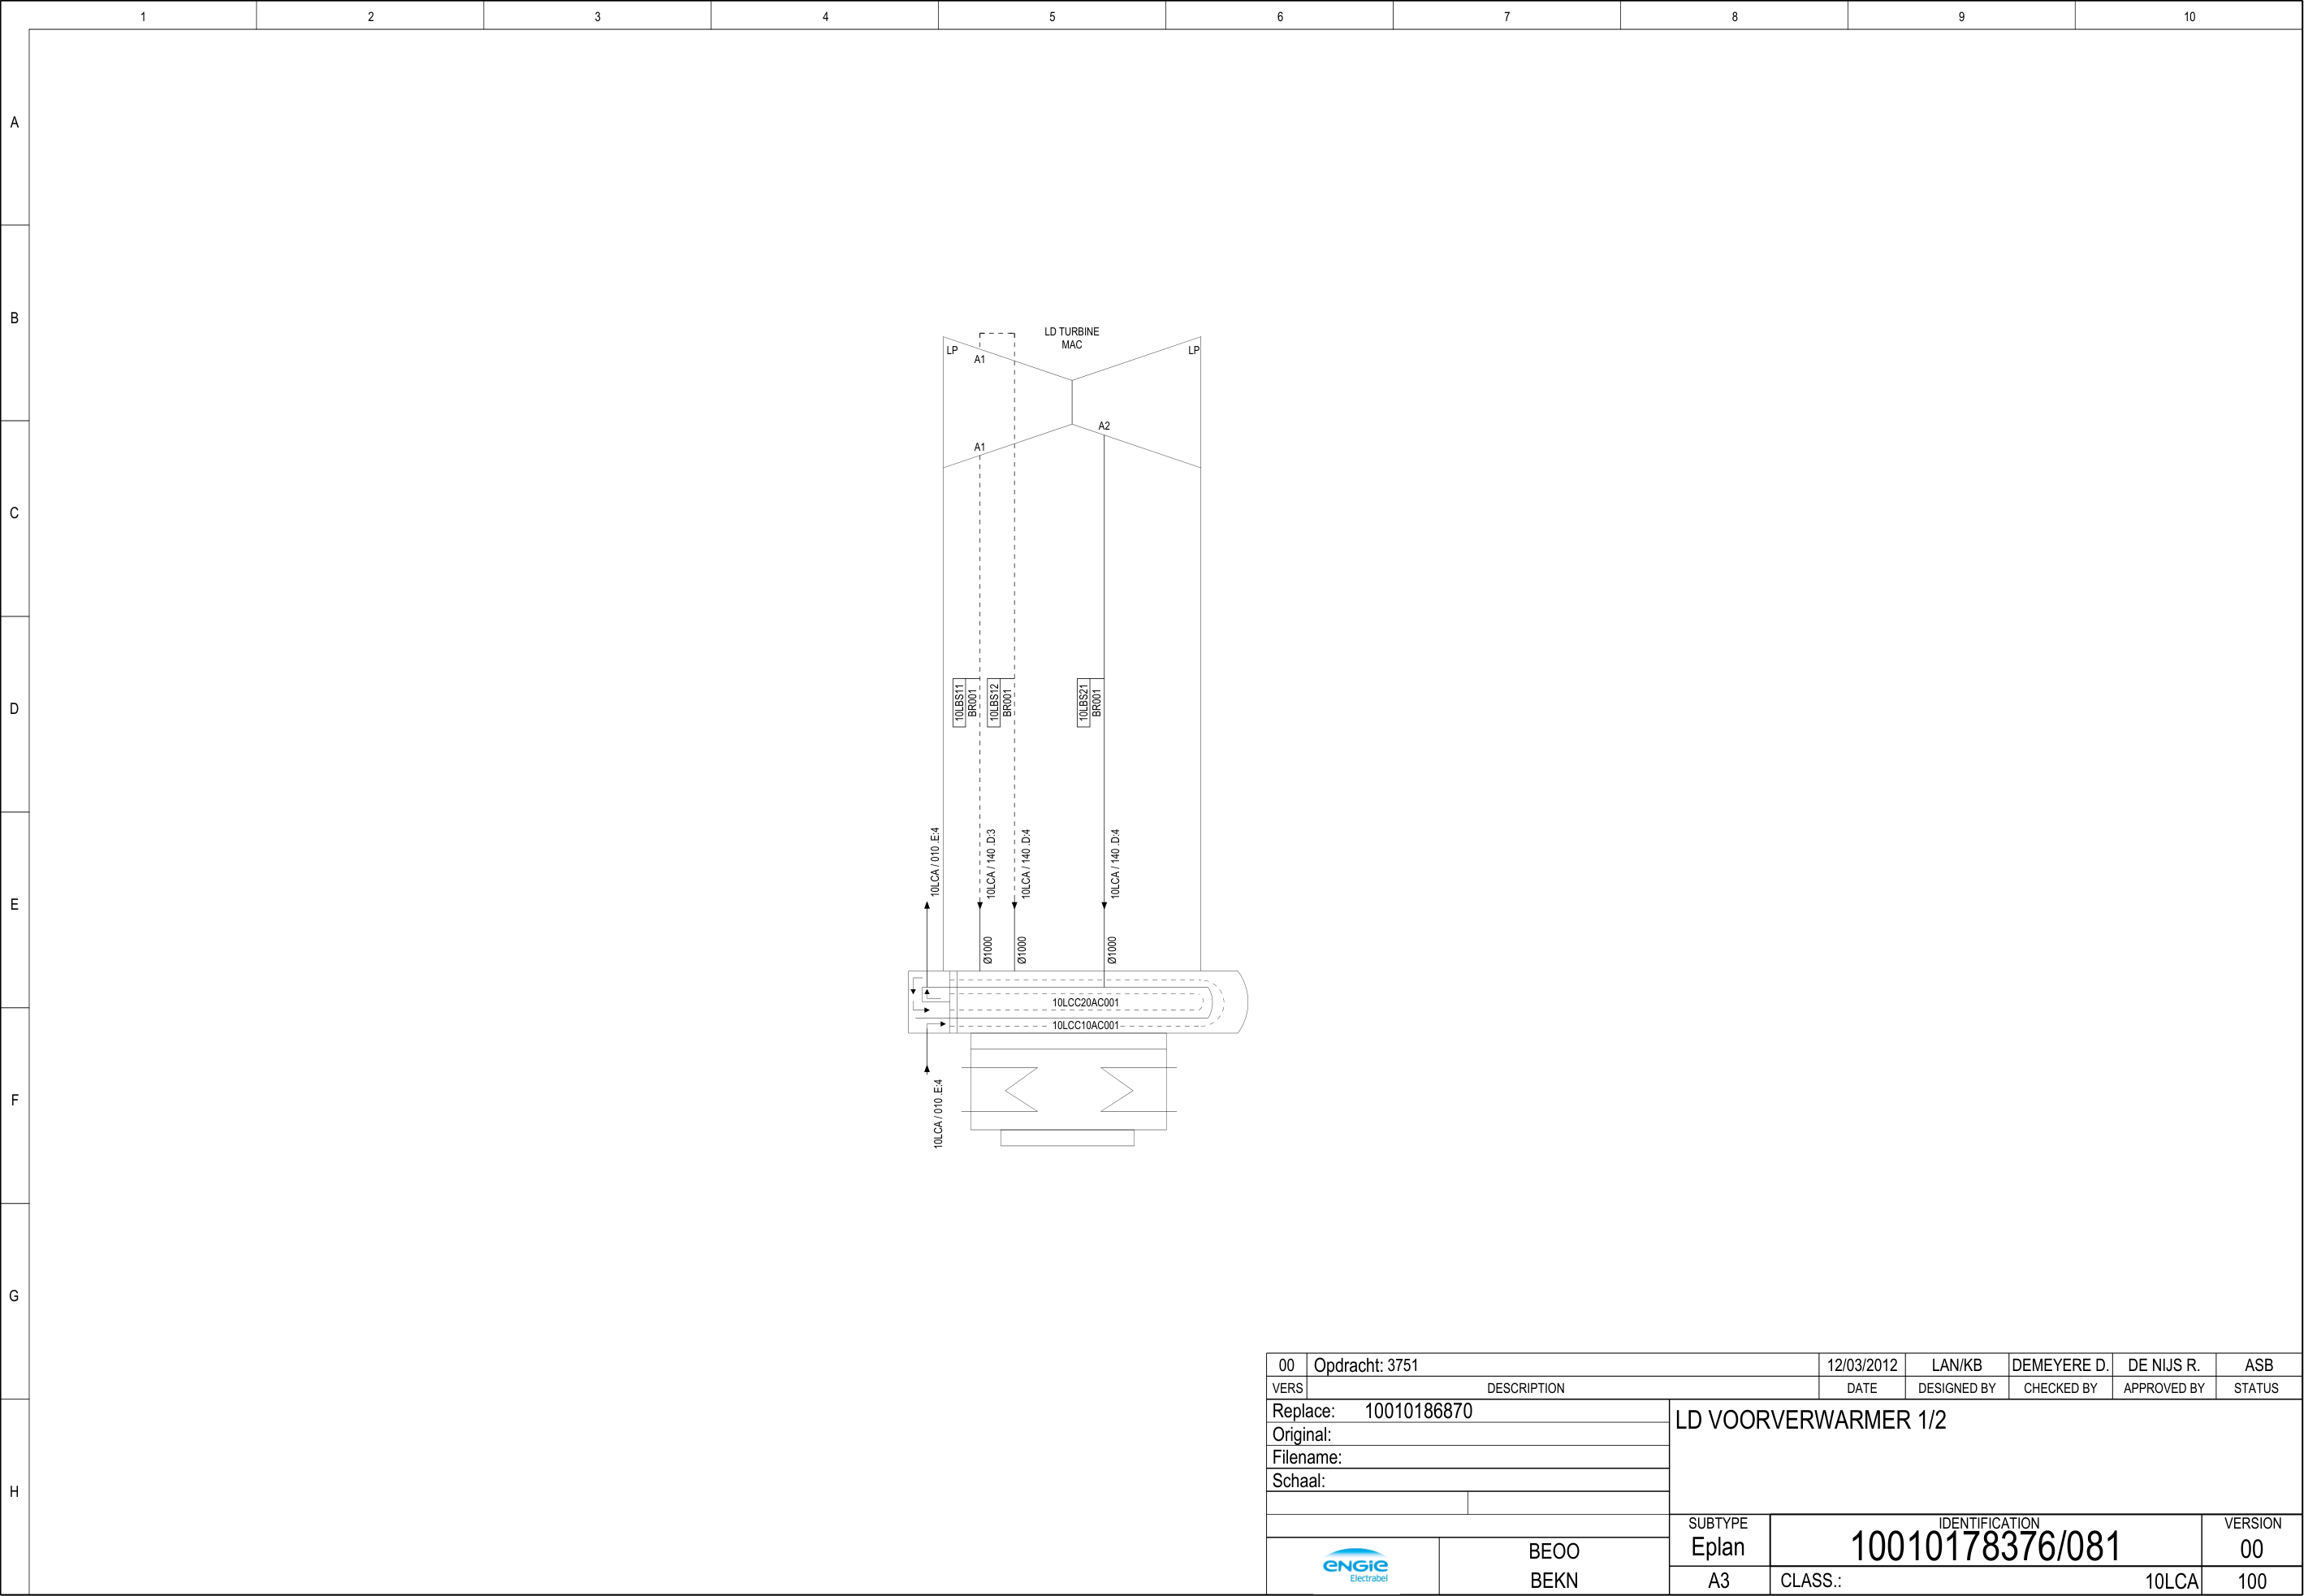 1 2 3 4 5 6 7 8 9 10
A
B
C
D
E
F
G
H
LD TURBINE
MAC
LP
LP
A1
A1
A2
10LBS11
BR001
10LBS12
BR001
10LBS21
BR001
10LCA / 010 .E:4
10LCA / 140 .D:3
10LCA / 140 .D:4
10LCA / 140 .D:4
Ø1000
Ø1000
Ø1000
10LCC20AC001
10LCC10AC001
10LCA / 010 .E:4
00 Opdracht: 3751 12/03/2012 LAN/KB DEMEYERE D. DE NIJS R. ASB
VERS DESCRIPTION DATE DESIGNED BY CHECKED BY APPROVED BY STATUS
Replace: 10010186870
Original:
Filename:
Schaal:
LD VOORVERWARMER 1/2
SUBTYPE IDENTIFICATION VERSION
Eplan 10010178376/081 00
A3 CLASS.: 10LCA 100
ENGIE
Electrabel
BEOO
BEKN